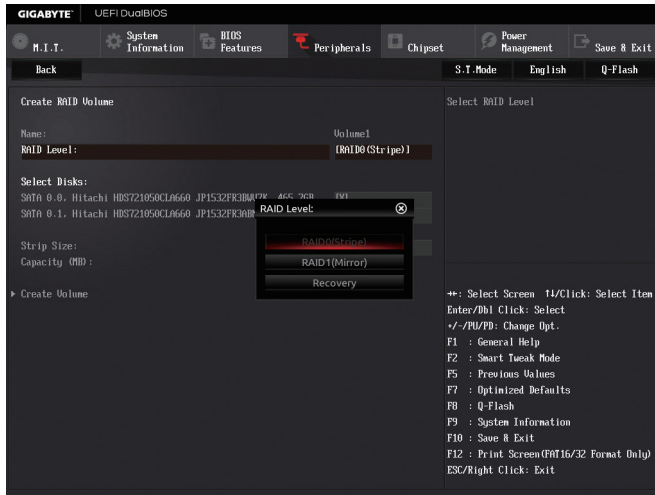 GIGABYTE™ UEFI DualBIOS
M.I.T. System Information BIOS Features Peripherals Chipset Power Management Save & Exit
Back S.T.Mode English Q-Flash
Create RAID Volume
Select RAID Level
Name: Volume1
RAID Level: [RAID0(Stripe)]
Select Disks:
SATA 0.0, Hitachi HDS721050CLA660 465.2GB [X]
SATA 0.1, Hitachi HDS721050CLA660
RAID Level:
RAID0(Stripe)
RAID1(Mirror)
Recovery
Strip Size:
Capacity (MB) :
Create Volume
→←: Select Screen ↑↓/Click: Select Item
Enter/Dbl Click: Select
+/-/PU/PD: Change Opt.
F1 : General Help
F2 : Smart Tweak Mode
F5 : Previous Values
F7 : Optimized Defaults
F8 : Q-Flash
F9 : System Information
F10 : Save & Exit
F12 : Print Screen(FAT16/32 Format Only)
ESC/Right Click: Exit